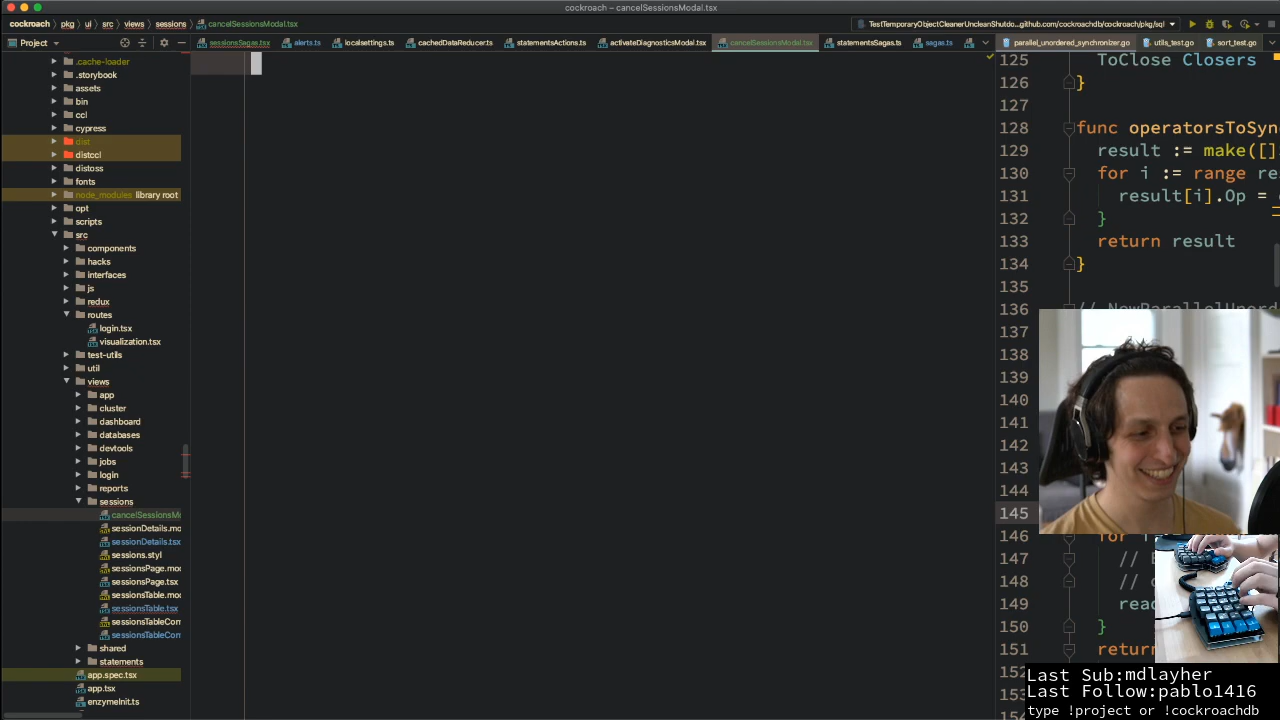 cockroach – cancelSessionsModal.tsx
cockroach › pkg › ui › src › views › sessions › cancelSessionsModal.tsx
TestTemporaryObjectCleanerUncleanShutdo...github.com/cockroachdb/cockroach/pkg/sql
Project
sessionsSagas.tsx alerts.ts localsettings.ts cachedDataReducer.ts statementsActions.ts activateDiagnosticsModal.tsx cancelSessionsModal.tsx statementsSagas.ts sagas.ts parallel_unordered_synchronizer.go utils_test.go sort_test.go
.cache-loader
.storybook
assets
bin
ccl
cypress
dist
distccl
distoss
fonts
node_modules library root
opt
scripts
src
components
hacks
interfaces
js
redux
routes
login.tsx
visualization.tsx
test-utils
util
views
app
cluster
dashboard
databases
devtools
jobs
login
reports
sessions
cancelSessionsMo
sessionDetails.mo
sessionDetails.tsx
sessions.styl
sessionsPage.mod
sessionsPage.tsx
sessionsTable.mod
sessionsTable.tsx
sessionsTableCon
sessionsTableCon
shared
statements
app.spec.tsx
app.tsx
enzymeInit.ts
125 ToClose Closers
126 }
127
128 func operatorsToSyn
129 result := make([]
130 for i := range re
131 result[i].Op =
132 }
133 return result
134 }
135
136 // NewParallelUnord
137
138
139
140
141
142
143
144
145
146
147 //
148 //
149 rea
150 }
151 return
152
153
Last Sub:mdlayher
Last Follow:pablo1416
type !project or !cockroachdb